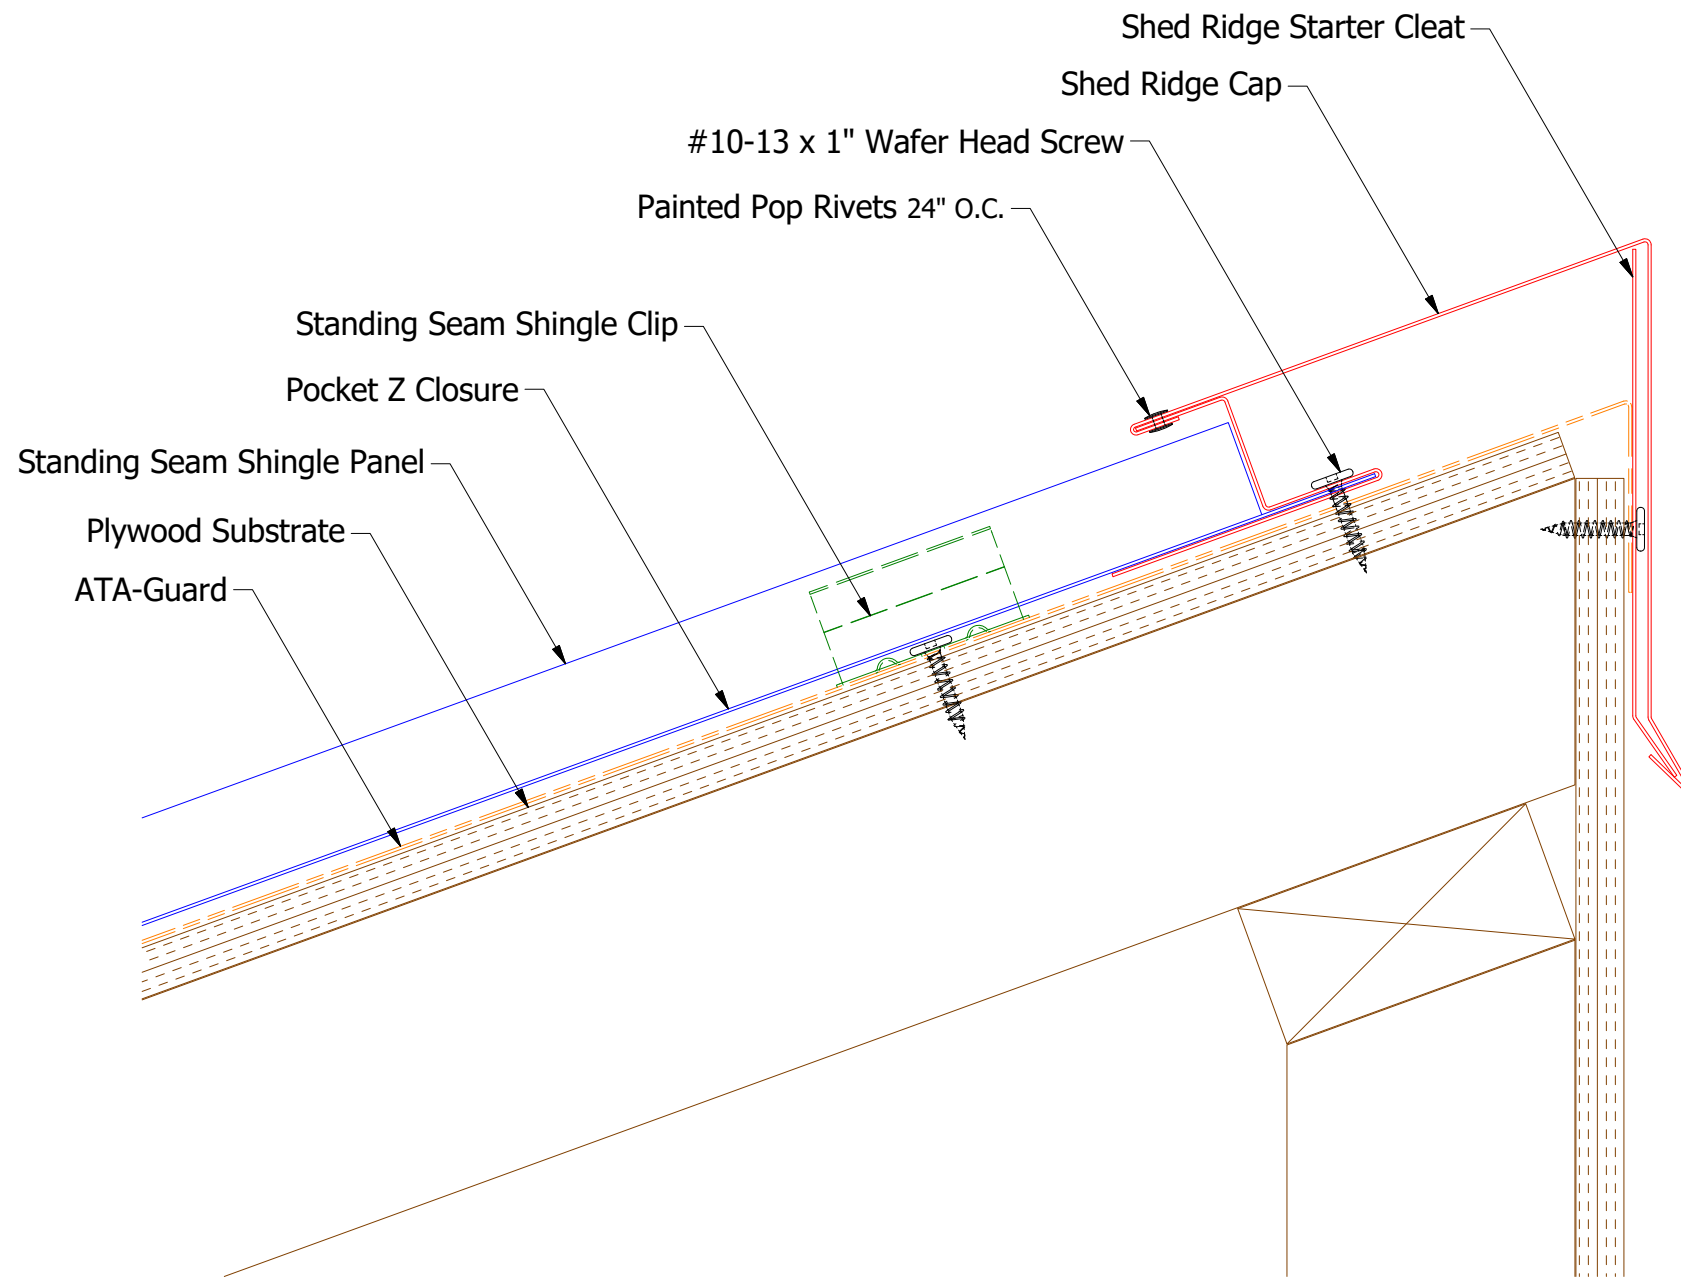 Shed Ridge Starter Cleat
Shed Ridge Cap
#10-13 x 1" Wafer Head Screw
Painted Pop Rivets 24" O.C.
Standing Seam Shingle Clip
Pocket Z Closure
Standing Seam Shingle Panel
Plywood Substrate
ATA-Guard